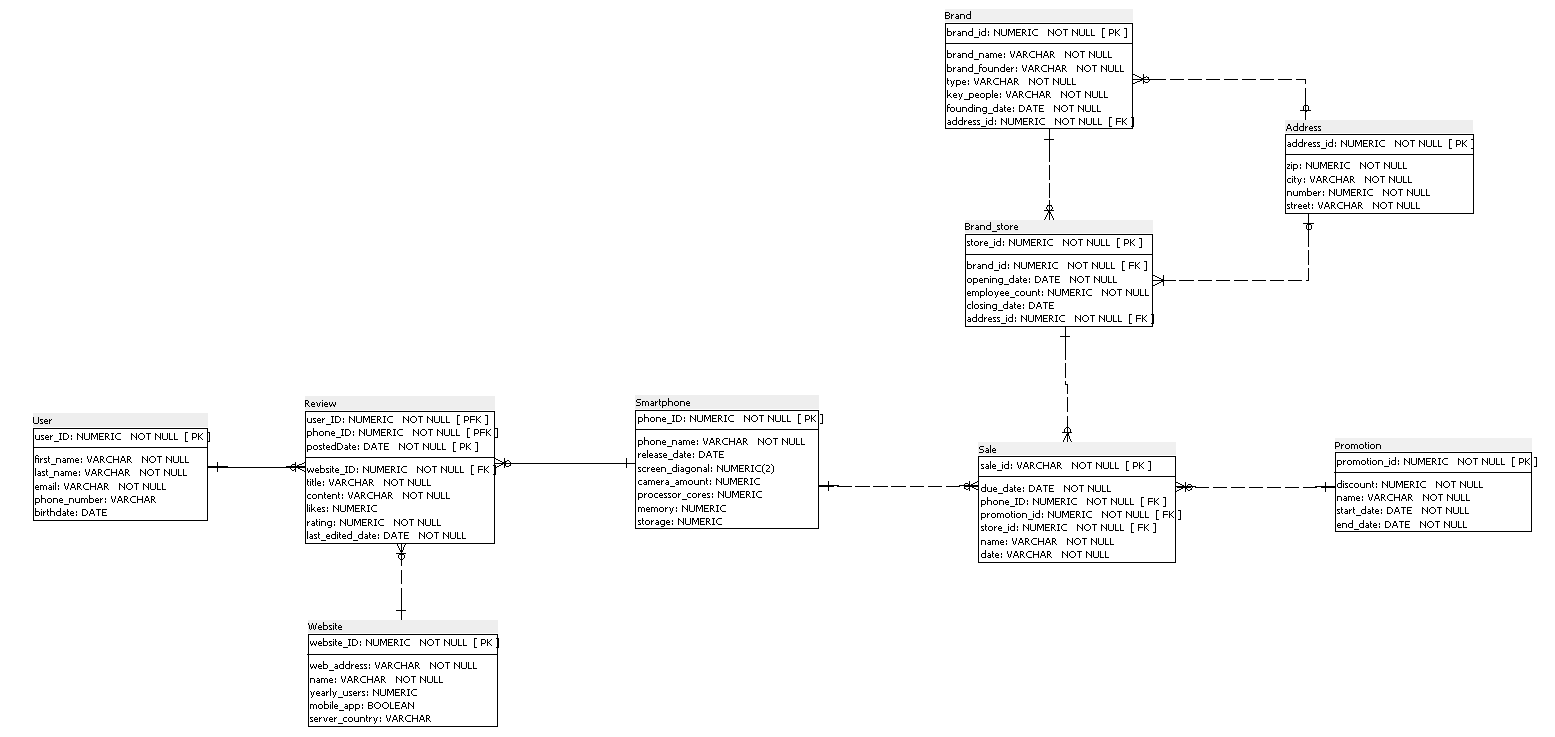 Brand
brand_id: NUMERIC NOT NULL [ PK ]
brand_name: VARCHAR NOT NULL
brand_founder: VARCHAR NOT NULL
type: VARCHAR NOT NULL
key_people: VARCHAR NOT NULL
founding_date: DATE NOT NULL
address_id: NUMERIC NOT NULL [ FK ]
Address
address_id: NUMERIC NOT NULL [ PK ]
zip: NUMERIC NOT NULL
city: VARCHAR NOT NULL
number: NUMERIC NOT NULL
street: VARCHAR NOT NULL
Brand_store
store_id: NUMERIC NOT NULL [ PK ]
brand_id: NUMERIC NOT NULL [ FK ]
opening_date: DATE NOT NULL
employee_count: NUMERIC NOT NULL
closing_date: DATE
address_id: NUMERIC NOT NULL [ FK ]
User
user_ID: NUMERIC NOT NULL [ PK ]
first_name: VARCHAR NOT NULL
last_name: VARCHAR NOT NULL
email: VARCHAR NOT NULL
phone_number: VARCHAR
birthdate: DATE
Review
user_ID: NUMERIC NOT NULL [ PFK ]
phone_ID: NUMERIC NOT NULL [ PFK ]
postedDate: DATE NOT NULL [ PK ]
website_ID: NUMERIC NOT NULL [ FK ]
title: VARCHAR NOT NULL
content: VARCHAR NOT NULL
likes: NUMERIC
rating: NUMERIC NOT NULL
last_edited_date: DATE NOT NULL
Smartphone
phone_ID: NUMERIC NOT NULL [ PK ]
phone_name: VARCHAR NOT NULL
release_date: DATE
screen_diagonal: NUMERIC(2)
camera_amount: NUMERIC
processor_cores: NUMERIC
memory: NUMERIC
storage: NUMERIC
Sale
sale_id: VARCHAR NOT NULL [ PK ]
due_date: DATE NOT NULL
phone_ID: NUMERIC NOT NULL [ FK ]
promotion_id: NUMERIC NOT NULL [ FK ]
store_id: NUMERIC NOT NULL [ FK ]
name: VARCHAR NOT NULL
date: VARCHAR NOT NULL
Promotion
promotion_id: NUMERIC NOT NULL [ PK ]
discount: NUMERIC NOT NULL
name: VARCHAR NOT NULL
start_date: DATE NOT NULL
end_date: DATE NOT NULL
Website
website_ID: NUMERIC NOT NULL [ PK ]
web_address: VARCHAR NOT NULL
name: VARCHAR NOT NULL
yearly_users: NUMERIC
mobile_app: BOOLEAN
server_country: VARCHAR